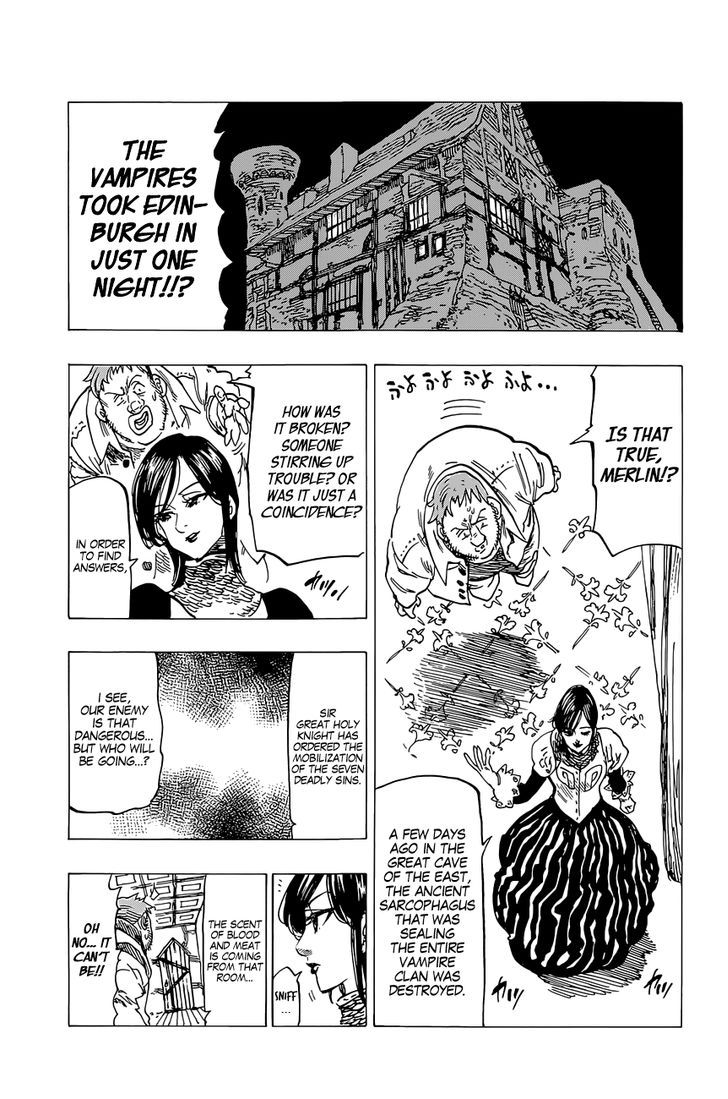 THE
VAMPIRES
TOOK EDIN-
BURGH IN
JUST ONE
NIGHT!!?
ふよ ふよ ふよ ふよ...
IS THAT
TRUE,
MERLIN!?
A FEW DAYS
AGO IN THE
GREAT CAVE
OF THE EAST,
THE ANCIENT
SARCOPHAGUS
THAT WAS
SEALING
THE ENTIRE
VAMPIRE
CLAN WAS
DESTROYED.
カツ
カツ
HOW WAS
IT BROKEN?
SOMEONE
STIRRING UP
TROUBLE? OR
WAS IT JUST A
COINCIDENCE?
IN ORDER
TO FIND
ANSWERS,
SIR
GREAT HOLY
KNIGHT HAS
ORDERED THE
MOBILIZATION
OF THE SEVEN
DEADLY SINS.
I SEE,
OUR ENEMY
IS THAT
DANGEROUS...
BUT WHO WILL
BE GOING...?
SNIFF
...
THE SCENT
OF BLOOD
AND MEAT IS
COMING
FROM THAT
ROOM...
OH
NO... IT
CAN'T
BE!!